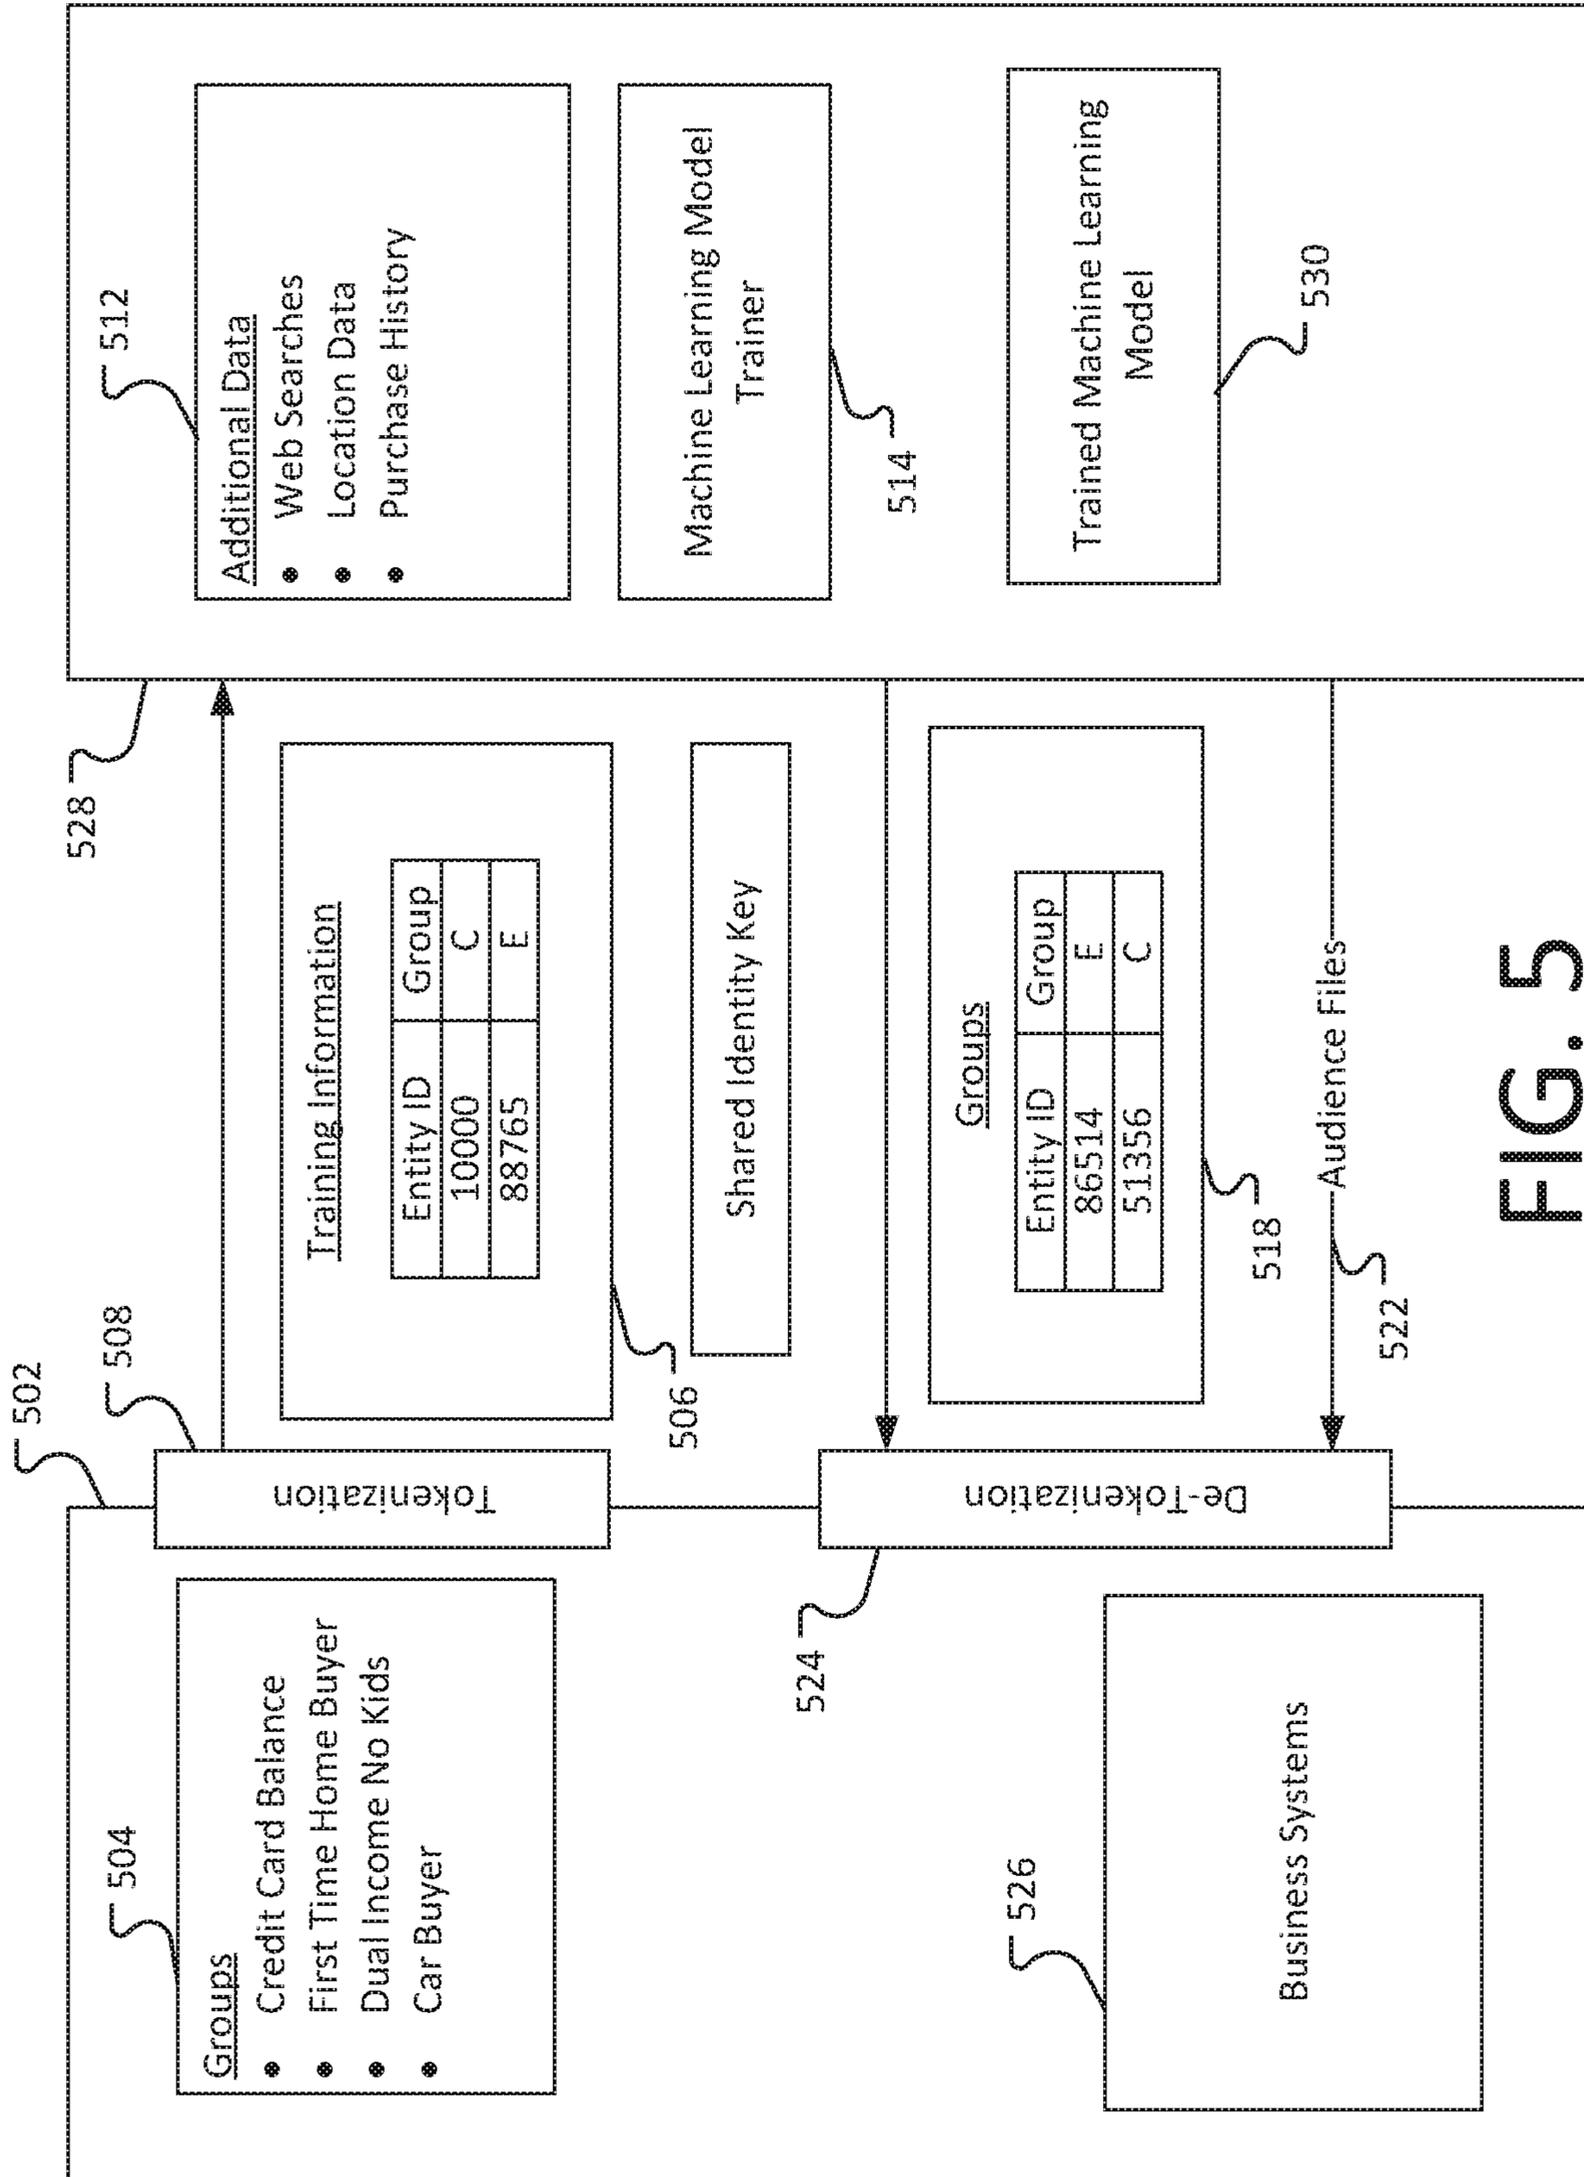 502
508
528
504
Groups
• Credit Card Balance
• First Time Home Buyer
• Dual Income No Kids
• Car Buyer
Tokenization
Training Information
Entity ID Group
10000 C
88765 E
506
Shared Identity Key
512
Additional Data
• Web Searches
• Location Data
• Purchase History
Machine Learning Model
Trainer
514
524
526
Business Systems
De-Tokenization
Groups
Entity ID Group
86514 E
51356 C
518
Audience Files
522
Trained Machine Learning
Model
530
FIG. 5